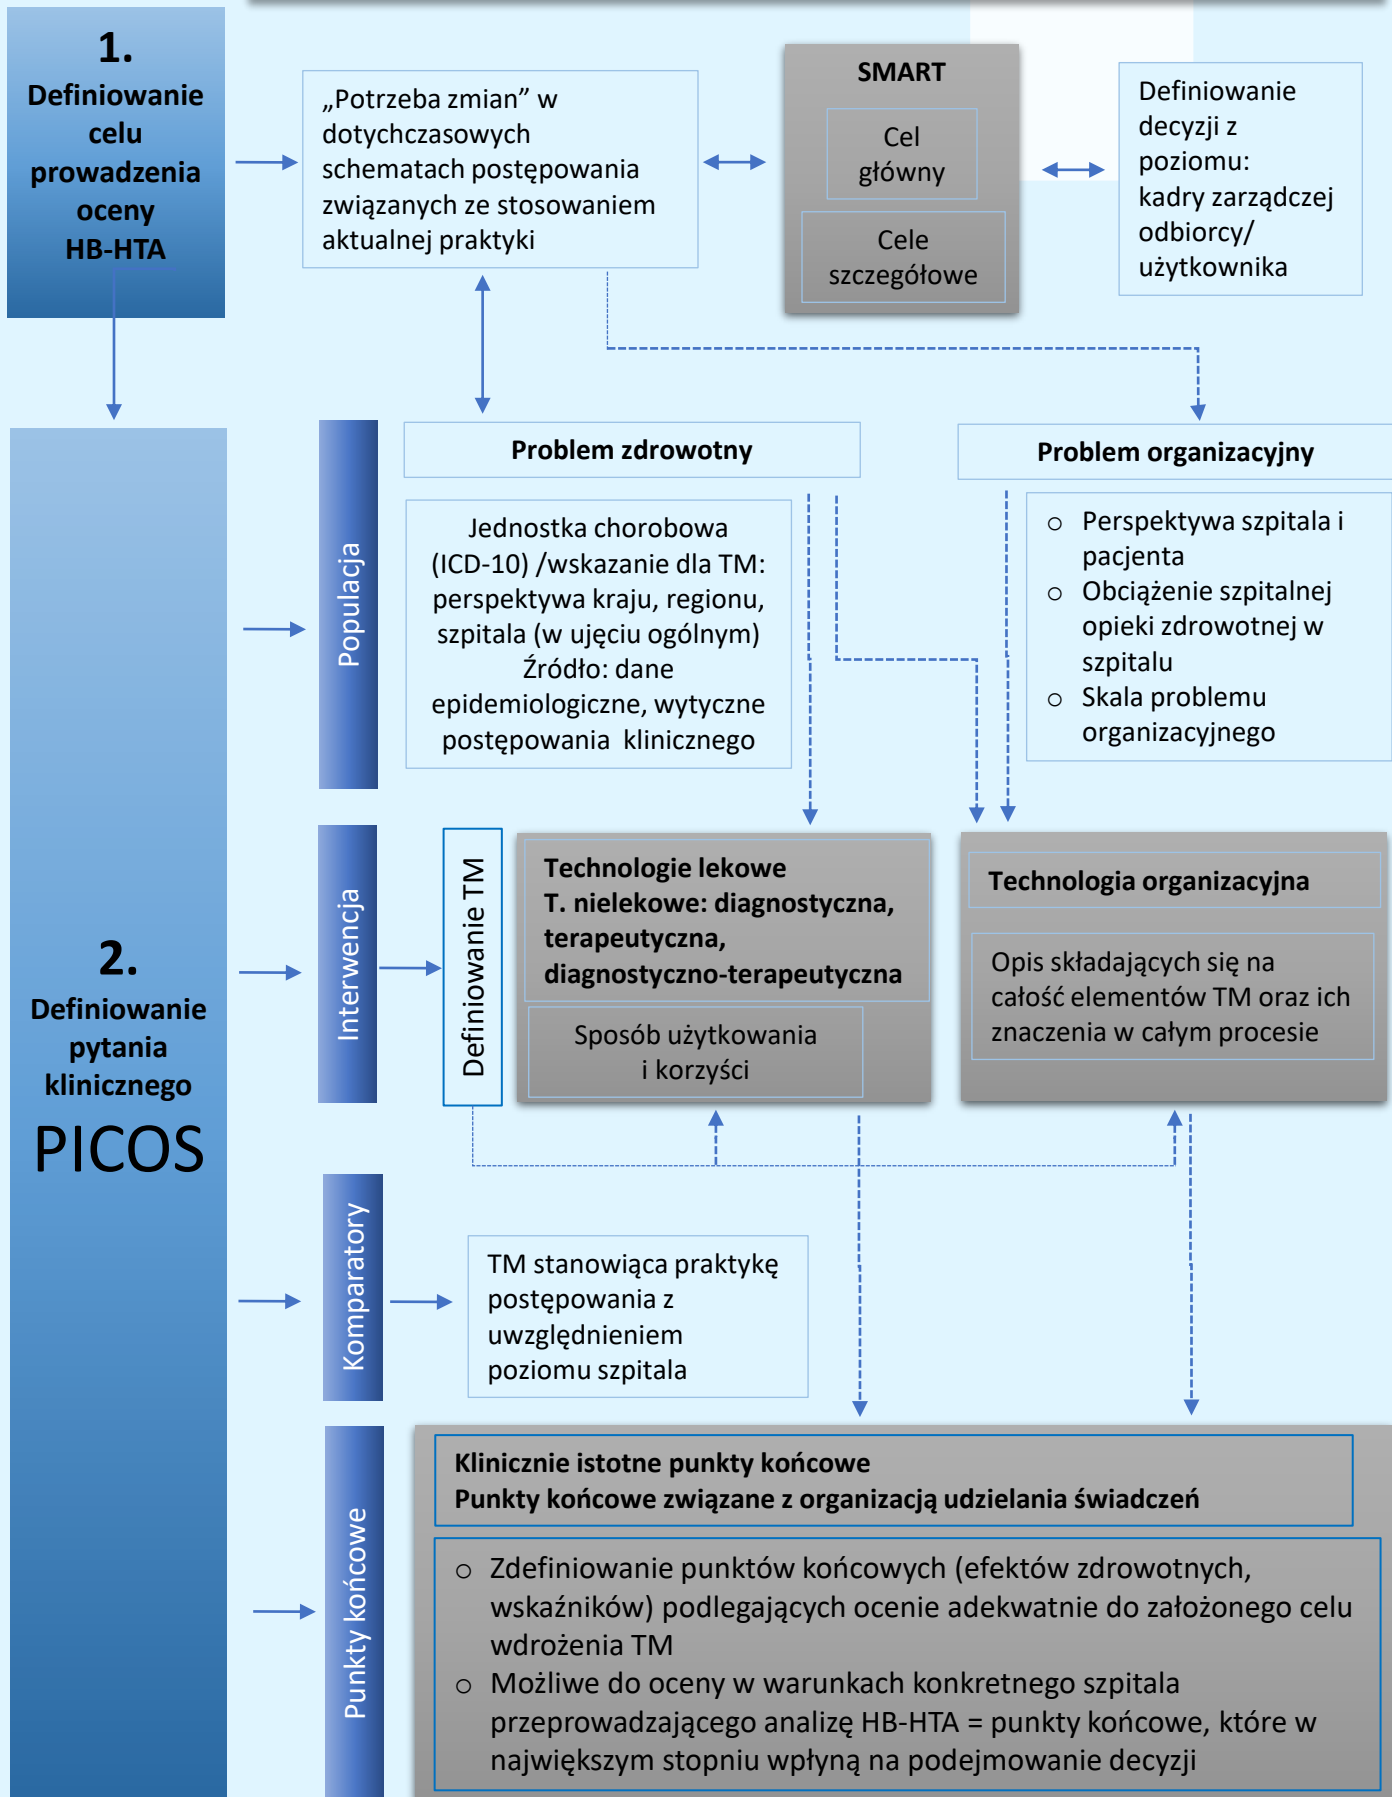 1.
Definiowanie
celu
prowadzenia
oceny
HB-HTA
„Potrzeba zmian” w
dotychczasowych
schematach postępowania
związanych ze stosowaniem
aktualnej praktyki
SMART
Cel
główny
Cele
szczegółowe
Definiowanie
decyzji z
poziomu:
kadry zarządczej
odbiorcy/
użytkownika
2.
Definiowanie
pytania
klinicznego
PICOS
Populacja
Problem zdrowotny
Jednostka chorobowa
(ICD-10) /wskazanie dla TM:
perspektywa kraju, regionu,
szpitala (w ujęciu ogólnym)
Źródło: dane
epidemiologiczne, wytyczne
postępowania klinicznego
Problem organizacyjny
o Perspektywa szpitala i
pacjenta
o Obciążenie szpitalnej
opieki zdrowotnej w
szpitalu
o Skala problemu
organizacyjnego
Interwencja
Definiowanie TM
Technologie lekowe
T. nielekowe: diagnostyczna,
terapeutyczna,
diagnostyczno-terapeutyczna
Sposób użytkowania
i korzyści
Technologia organizacyjna
Opis składających się na
całość elementów TM oraz ich
znaczenia w całym procesie
Komparatory
TM stanowiąca praktykę
postępowania z
uwzględnieniem
poziomu szpitala
Punkty końcowe
Klinicznie istotne punkty końcowe
Punkty końcowe związane z organizacją udzielania świadczeń
o Zdefiniowanie punktów końcowych (efektów zdrowotnych,
wskaźników) podlegających ocenie adekwatnie do założonego celu
wdrożenia TM
o Możliwe do oceny w warunkach konkretnego szpitala
przeprowadzającego analizę HB-HTA = punkty końcowe, które w
największym stopniu wpłyną na podejmowanie decyzji